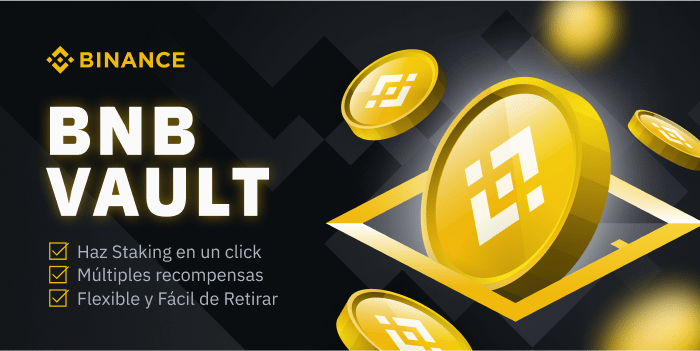 BINANCE
BNB
VAULT
Haz Staking en un click
Múltiples recompensas
Flexible y Fácil de Retirar